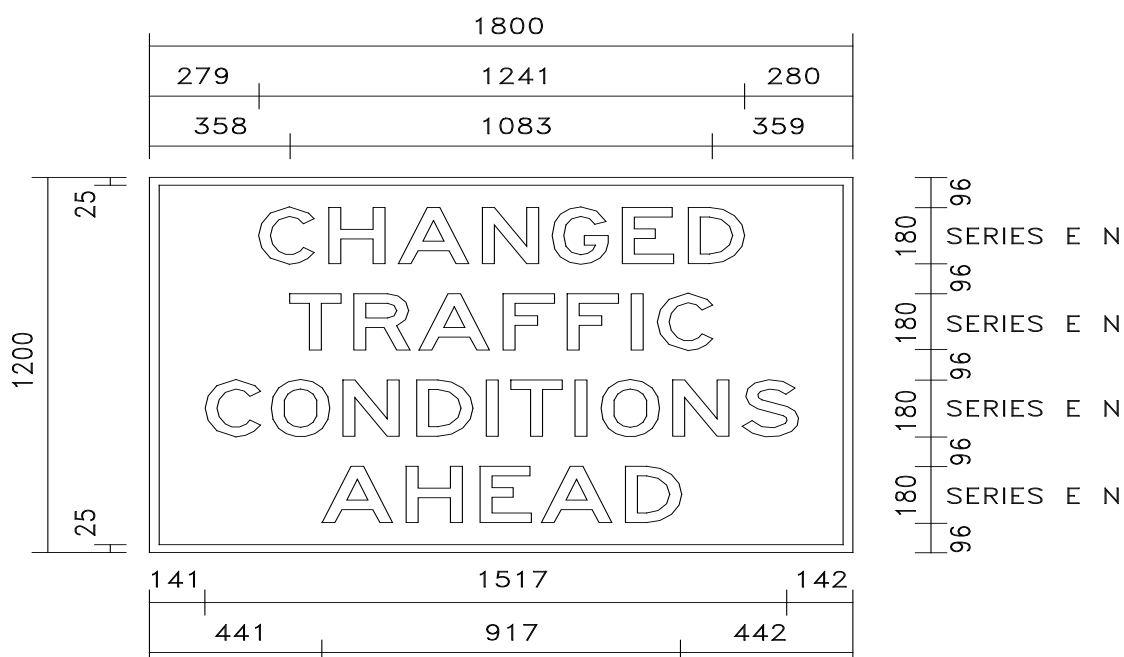 1800
279 1241 280
358 1083 359
25 96
CHANGED 180 SERIES E N
96
TRAFFIC 180 SERIES E N
1200 96
CONDITIONS 180 SERIES E N
96
AHEAD 180 SERIES E N
25 96
141 1517 142
441 917 442